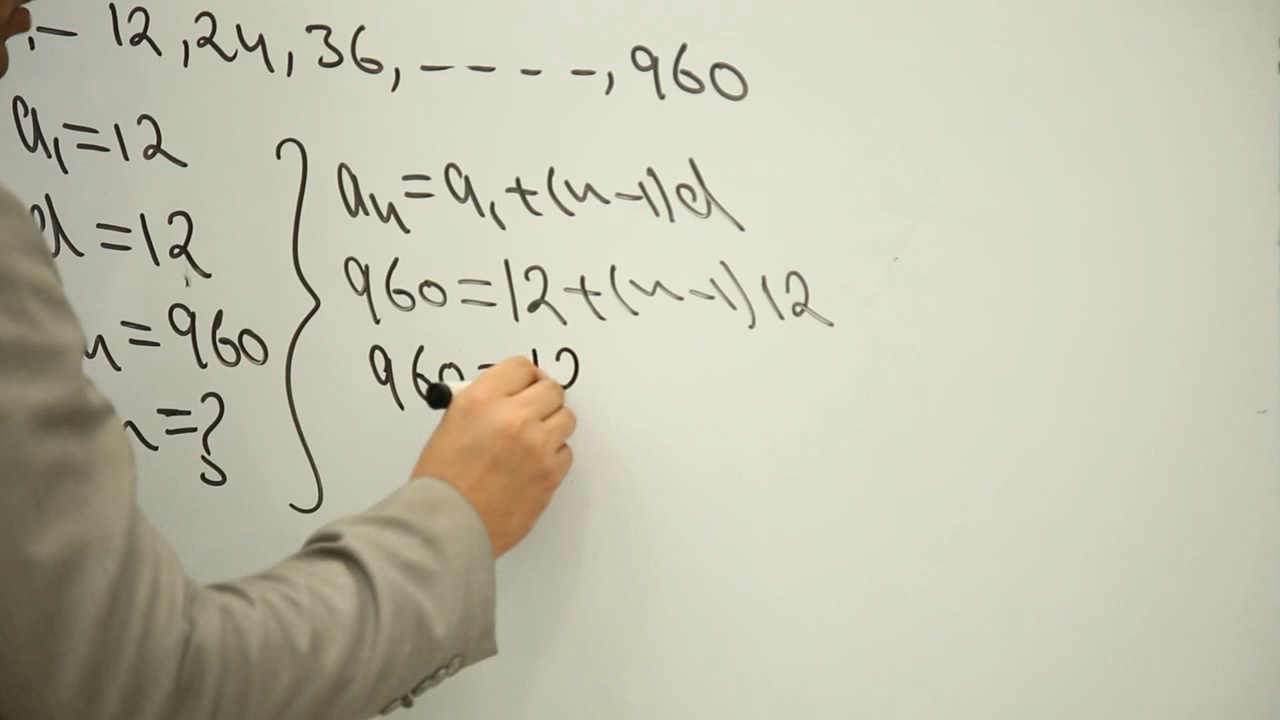 :- 12, 24, 36, - - - - -, 960
a₁ = 12
d = 12
n = 960
n = ?
aₙ = a₁ + (n - 1)d
960 = 12 + (n - 1) 12
960 = 12